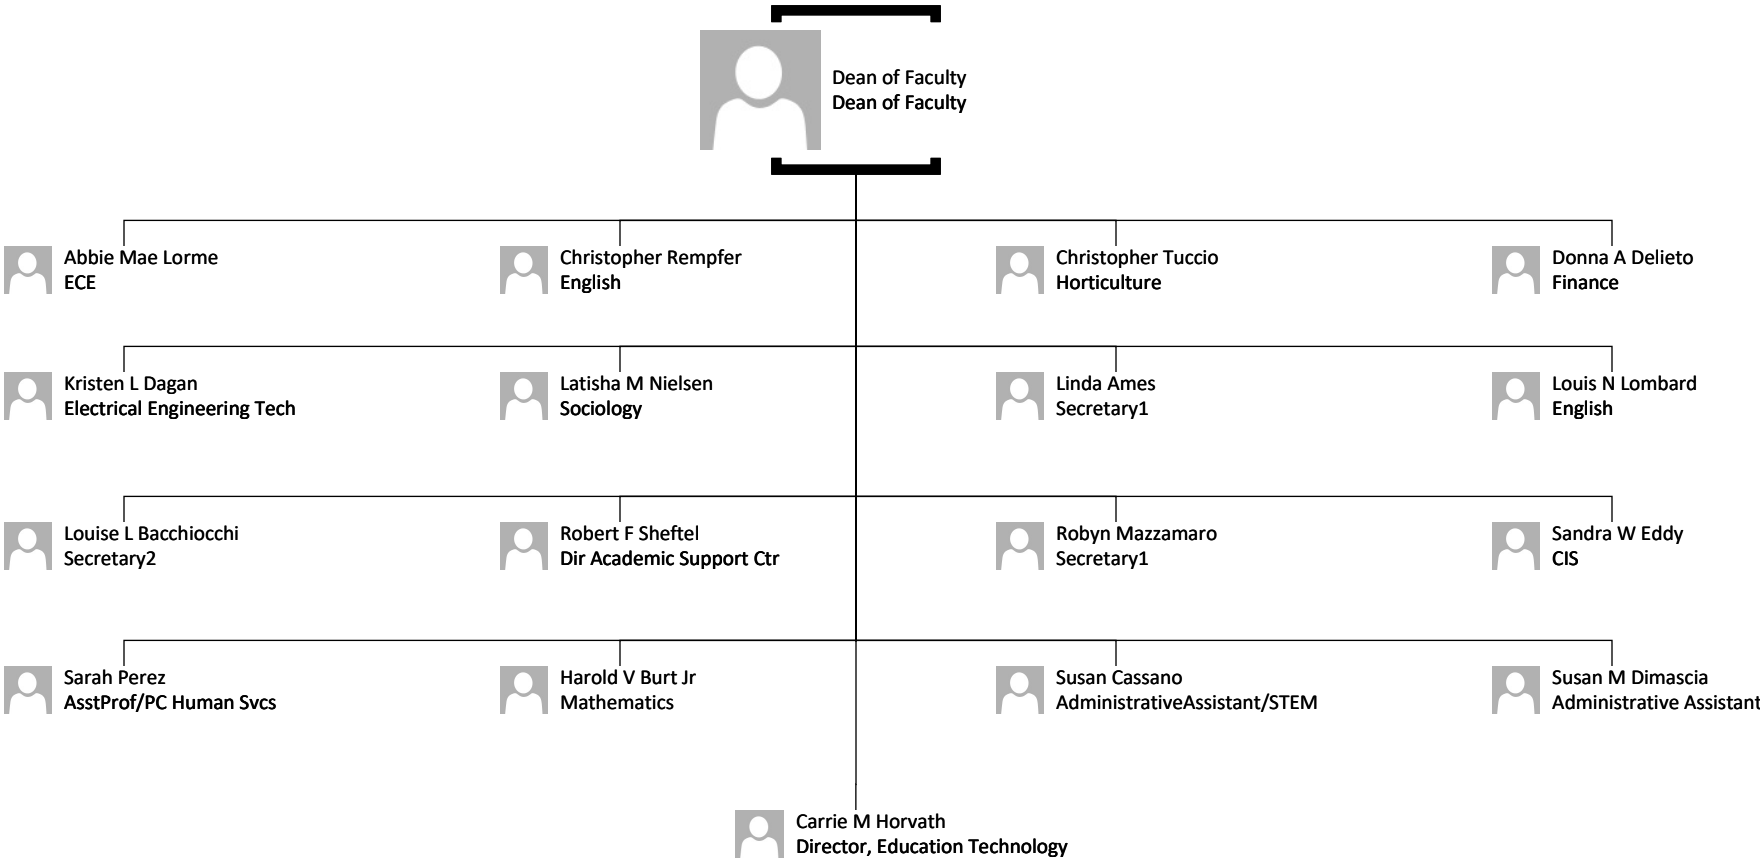 Dean of Faculty
Dean of Faculty
Abbie Mae Lorme
ECE
Christopher Rempfer
English
Christopher Tuccio
Horticulture
Donna A Delieto
Finance
Kristen L Dagan
Electrical Engineering Tech
Latisha M Nielsen
Sociology
Linda Ames
Secretary1
Louis N Lombard
English
Louise L Bacchiocchi
Secretary2
Robert F Sheftel
Dir Academic Support Ctr
Robyn Mazzamaro
Secretary1
Sandra W Eddy
CIS
Sarah Perez
AsstProf/PC Human Svcs
Harold V Burt Jr
Mathematics
Susan Cassano
AdministrativeAssistant/STEM
Susan M Dimascia
Administrative Assistant
Carrie M Horvath
Director, Education Technology